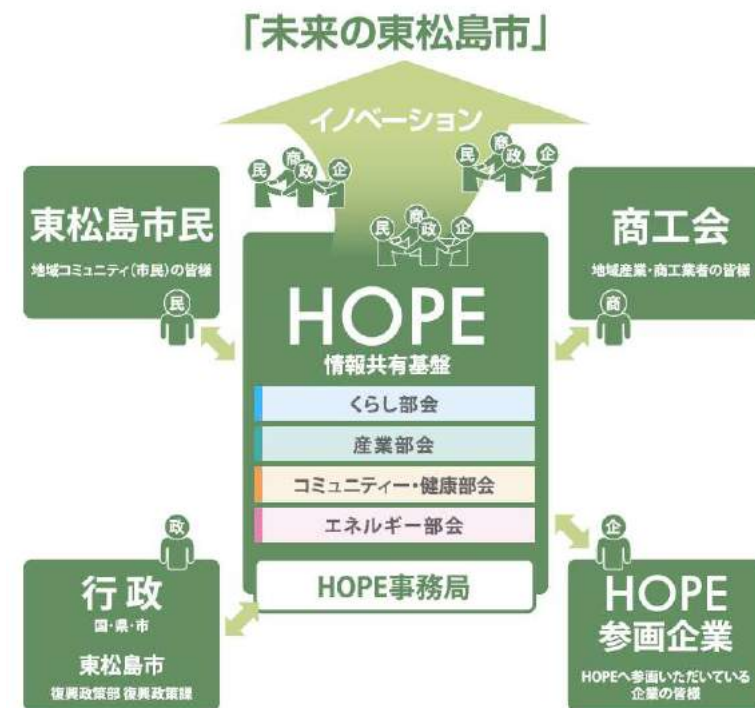 「未来の東松島市」
イノベーション
民 商 政 企
民 商 政 企
民 商 政 企
東松島市民
地域コミュニティ(市民)の皆様
民
商工会
地域産業・商工業者の皆様
商
HOPE
情報共有基盤
くらし部会
産業部会
コミュニティー・健康部会
エネルギー部会
HOPE事務局
政
行政
国・県・市
東松島市
復興政策部 復興政策課
企
HOPE
参画企業
HOPEへ参画いただいている
企業の皆様